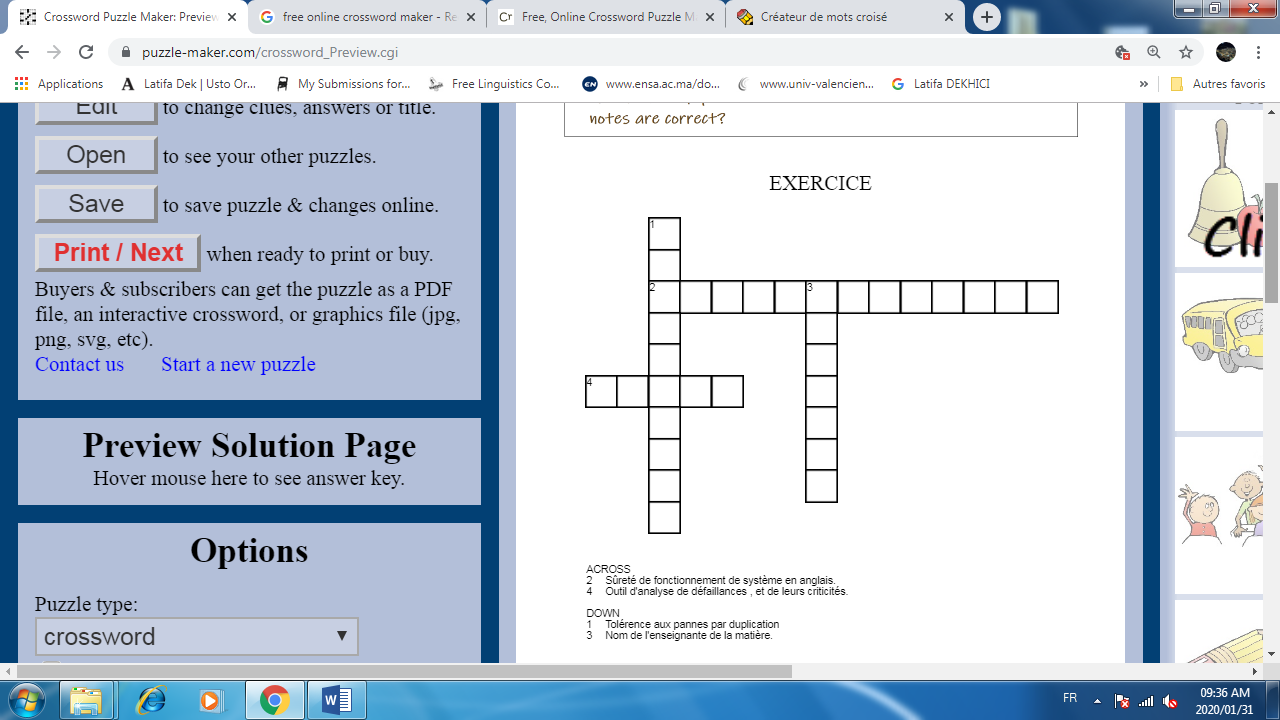 Crossword Puzzle Maker: Preview
free online crossword maker - Re
Free, Online Crossword Puzzle M
Créateur de mots croisé
puzzle-maker.com/crossword_Preview.cgi
Applications
Latifa Dek | Usto Or...
My Submissions for...
Free Linguistics Co...
www.ensa.ac.ma/do...
www.univ-valencien...
Latifa DEKHICI
»
Autres favoris
Edit to change clues, answers or title.
Open to see your other puzzles.
Save to save puzzle & changes online.
Print / Next when ready to print or buy.
Buyers & subscribers can get the puzzle as a PDF
file, an interactive crossword, or graphics file (jpg,
png, svg, etc).
Contact us Start a new puzzle
Preview Solution Page
Hover mouse here to see answer key.
Options
Puzzle type:
crossword
notes are correct?
EXERCICE
1
2 3
4
ACROSS
2 Sûreté de fonctionnement de système en anglais.
4 Outil d'analyse de défaillances , et de leurs criticités.
DOWN
1 Tolérence aux pannes par duplication
3 Nom de l'enseignante de la matière.
Cli
FR
09:36 AM
2020/01/31